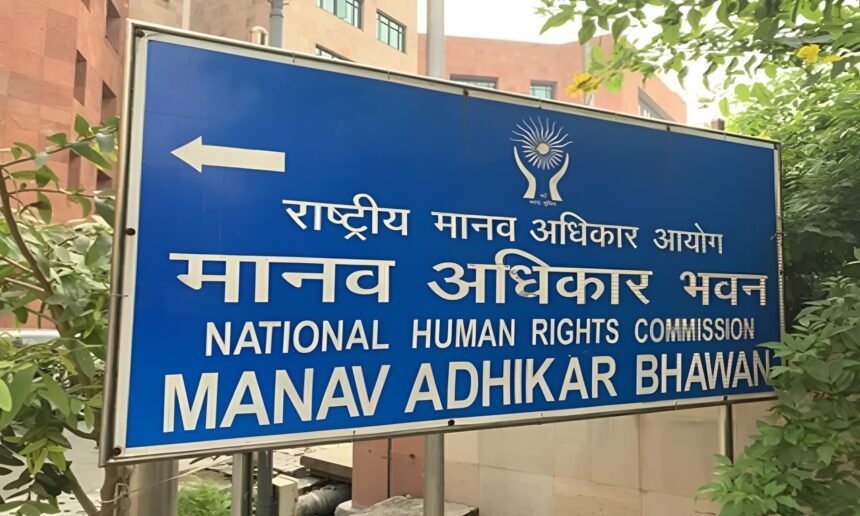 राष्ट्रीय मानव अधिकार आयोग
मानव अधिकार भवन
NATIONAL HUMAN RIGHTS COMMISSION
MANAV ADHIKAR BHAWAN